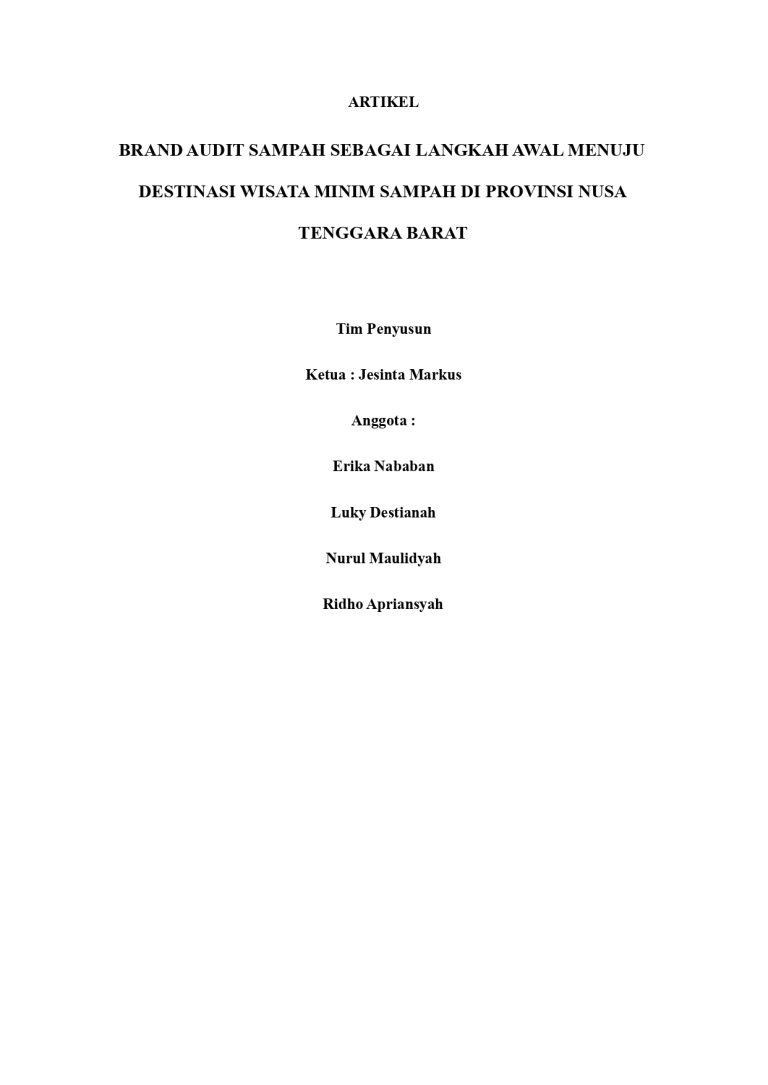 ARTIKEL
BRAND AUDIT SAMPAH SEBAGAI LANGKAH AWAL MENUJU
DESTINASI WISATA MINIM SAMPAH DI PROVINSI NUSA
TENGGARA BARAT
Tim Penyusun
Ketua : Jesinta Markus
Anggota :
Erika Nababan
Luky Destianah
Nurul Maulidyah
Ridho Apriansyah